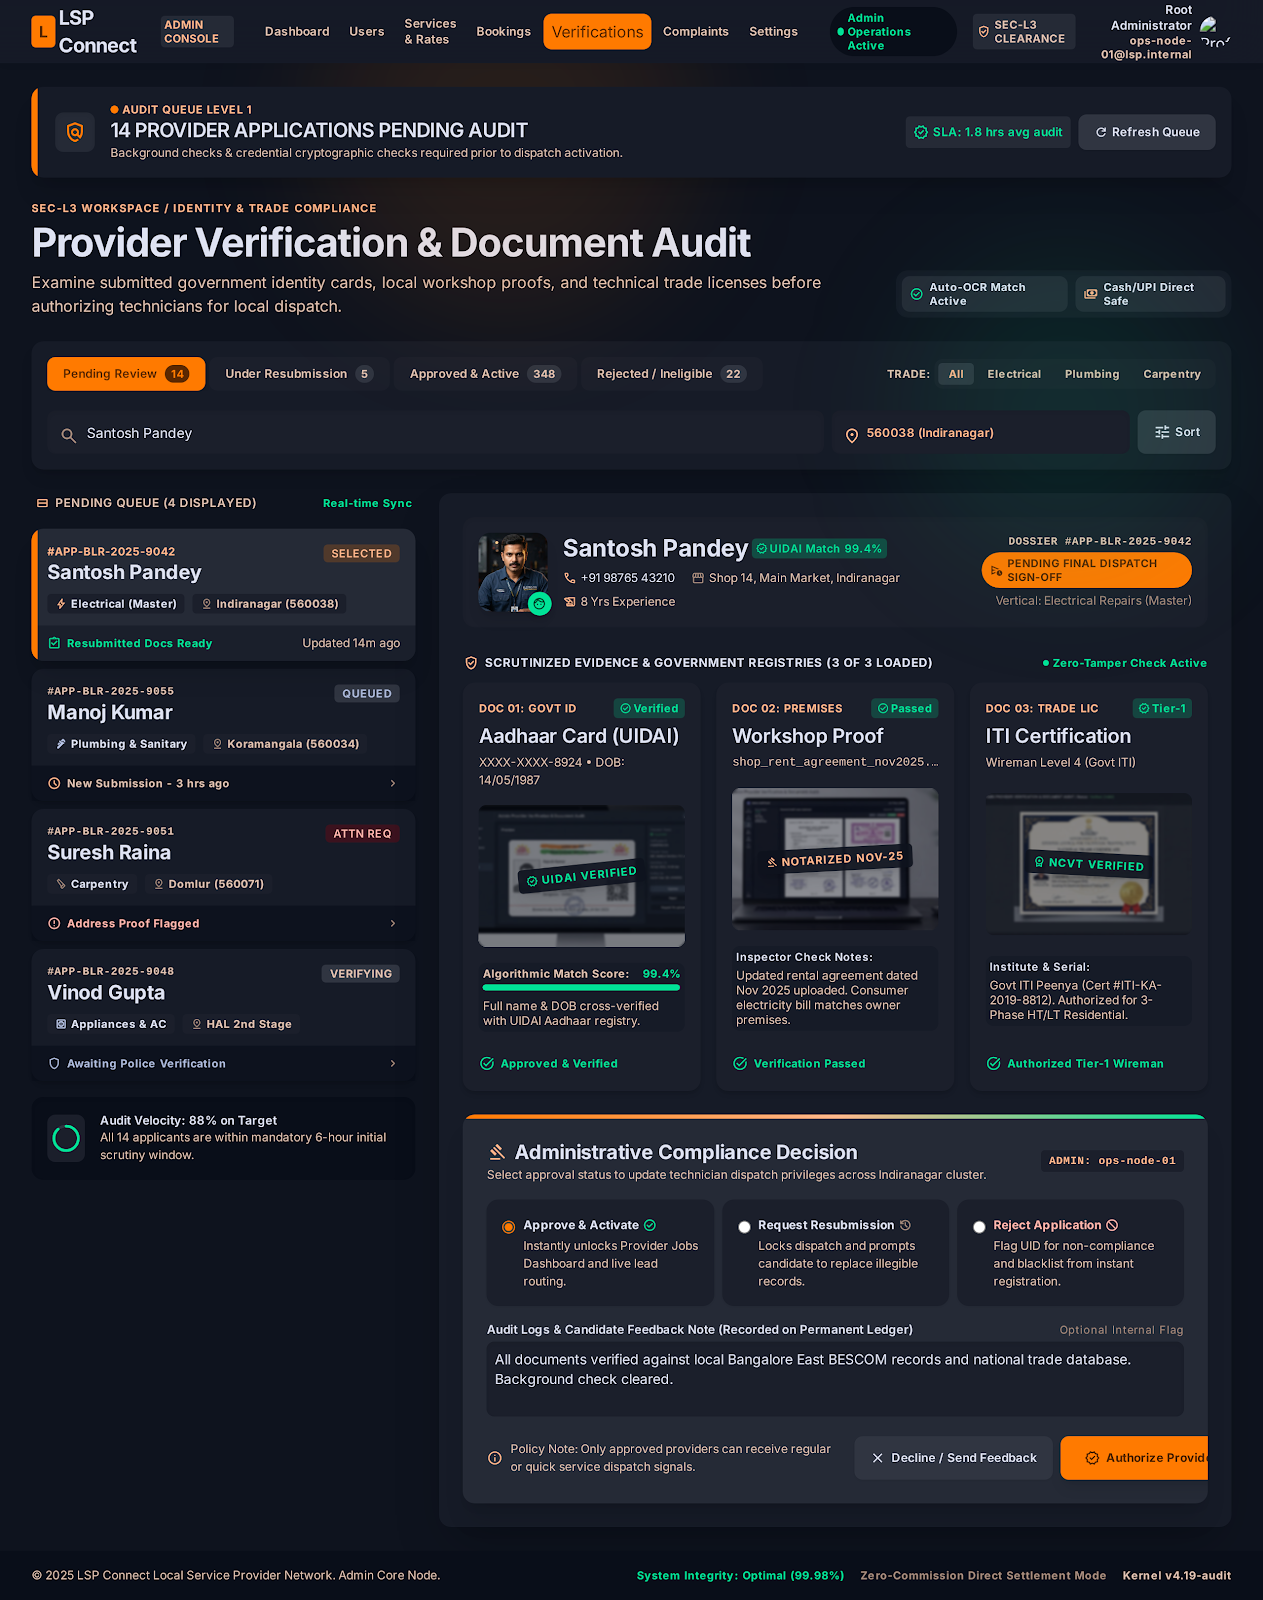 L
LSP
Connect
ADMIN
CONSOLE
Dashboard
Users
Services
& Rates
Bookings
Verifications
Complaints
Settings
Admin
Operations
Active
SEC-L3
CLEARANCE
Root
Administrator
ops-node-
01@lsp.internal
AUDIT QUEUE LEVEL 1
14 PROVIDER APPLICATIONS PENDING AUDIT
Background checks & credential cryptographic checks required prior to dispatch activation.
SLA: 1.8 hrs avg audit
Refresh Queue
SEC-L3 WORKSPACE / IDENTITY & TRADE COMPLIANCE
Provider Verification & Document Audit
Examine submitted government identity cards, local workshop proofs, and technical trade licenses before
authorizing technicians for local dispatch.
Auto-OCR Match
Active
Cash/UPI Direct
Safe
Pending Review 14
Under Resubmission 5
Approved & Active 348
Rejected / Ineligible 22
TRADE:
All
Electrical
Plumbing
Carpentry
Santosh Pandey
560038 (Indiranagar)
Sort
PENDING QUEUE (4 DISPLAYED)
Real-time Sync
#APP-BLR-2025-9042
SELECTED
Santosh Pandey
Electrical (Master)
Indiranagar (560038)
Resubmitted Docs Ready
Updated 14m ago
#APP-BLR-2025-9055
QUEUED
Manoj Kumar
Plumbing & Sanitary
Koramangala (560034)
New Submission - 3 hrs ago
#APP-BLR-2025-9051
ATTN REQ
Suresh Raina
Carpentry
Domlur (560071)
Address Proof Flagged
#APP-BLR-2025-9048
VERIFYING
Vinod Gupta
Appliances & AC
HAL 2nd Stage
Awaiting Police Verification
Audit Velocity: 88% on Target
All 14 applicants are within mandatory 6-hour initial
scrutiny window.
Santosh Pandey
UIDAI Match 99.4%
+91 98765 43210
Shop 14, Main Market, Indiranagar
8 Yrs Experience
DOSSIER #APP-BLR-2025-9042
PENDING FINAL DISPATCH
SIGN-OFF
Vertical: Electrical Repairs (Master)
SCRUTINIZED EVIDENCE & GOVERNMENT REGISTRIES (3 OF 3 LOADED)
Zero-Tamper Check Active
DOC 01: GOVT ID
Verified
Aadhaar Card (UIDAI)
XXXX-XXXX-8924 • DOB:
14/05/1987
UIDAI VERIFIED
Algorithmic Match Score: 99.4%
Full name & DOB cross-verified
with UIDAI Aadhaar registry.
Approved & Verified
DOC 02: PREMISES
Passed
Workshop Proof
shop_rent_agreement_nov2025.…
NOTARIZED NOV-25
Inspector Check Notes:
Updated rental agreement dated
Nov 2025 uploaded. Consumer
electricity bill matches owner
premises.
Verification Passed
DOC 03: TRADE LIC
Tier-1
ITI Certification
Wireman Level 4 (Govt ITI)
NCVT VERIFIED
Institute & Serial:
Govt ITI Peenya (Cert #ITI-KA-
2019-8812). Authorized for 3-
Phase HT/LT Residential.
Authorized Tier-1 Wireman
Administrative Compliance Decision
Select approval status to update technician dispatch privileges across Indiranagar cluster.
ADMIN: ops-node-01
Approve & Activate
Instantly unlocks Provider Jobs
Dashboard and live lead
routing.
Request Resubmission
Locks dispatch and prompts
candidate to replace illegible
records.
Reject Application
Flag UID for non-compliance
and blacklist from instant
registration.
Audit Logs & Candidate Feedback Note (Recorded on Permanent Ledger)
Optional Internal Flag
All documents verified against local Bangalore East BESCOM records and national trade database.
Background check cleared.
Policy Note: Only approved providers can receive regular
or quick service dispatch signals.
Decline / Send Feedback
Authorize Provide
© 2025 LSP Connect Local Service Provider Network. Admin Core Node.
System Integrity: Optimal (99.98%)
Zero-Commission Direct Settlement Mode
Kernel v4.19-audit